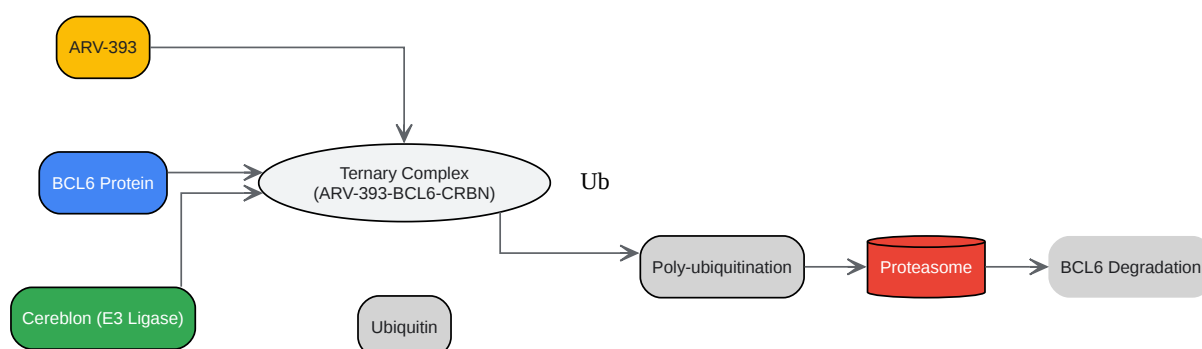 ARV-393
BCL6 Protein
Ternary Complex
(ARV-393-BCL6-CRBN)
Ub
Poly-ubiquitination
Proteasome
BCL6 Degradation
Cereblon (E3 Ligase)
Ubiquitin